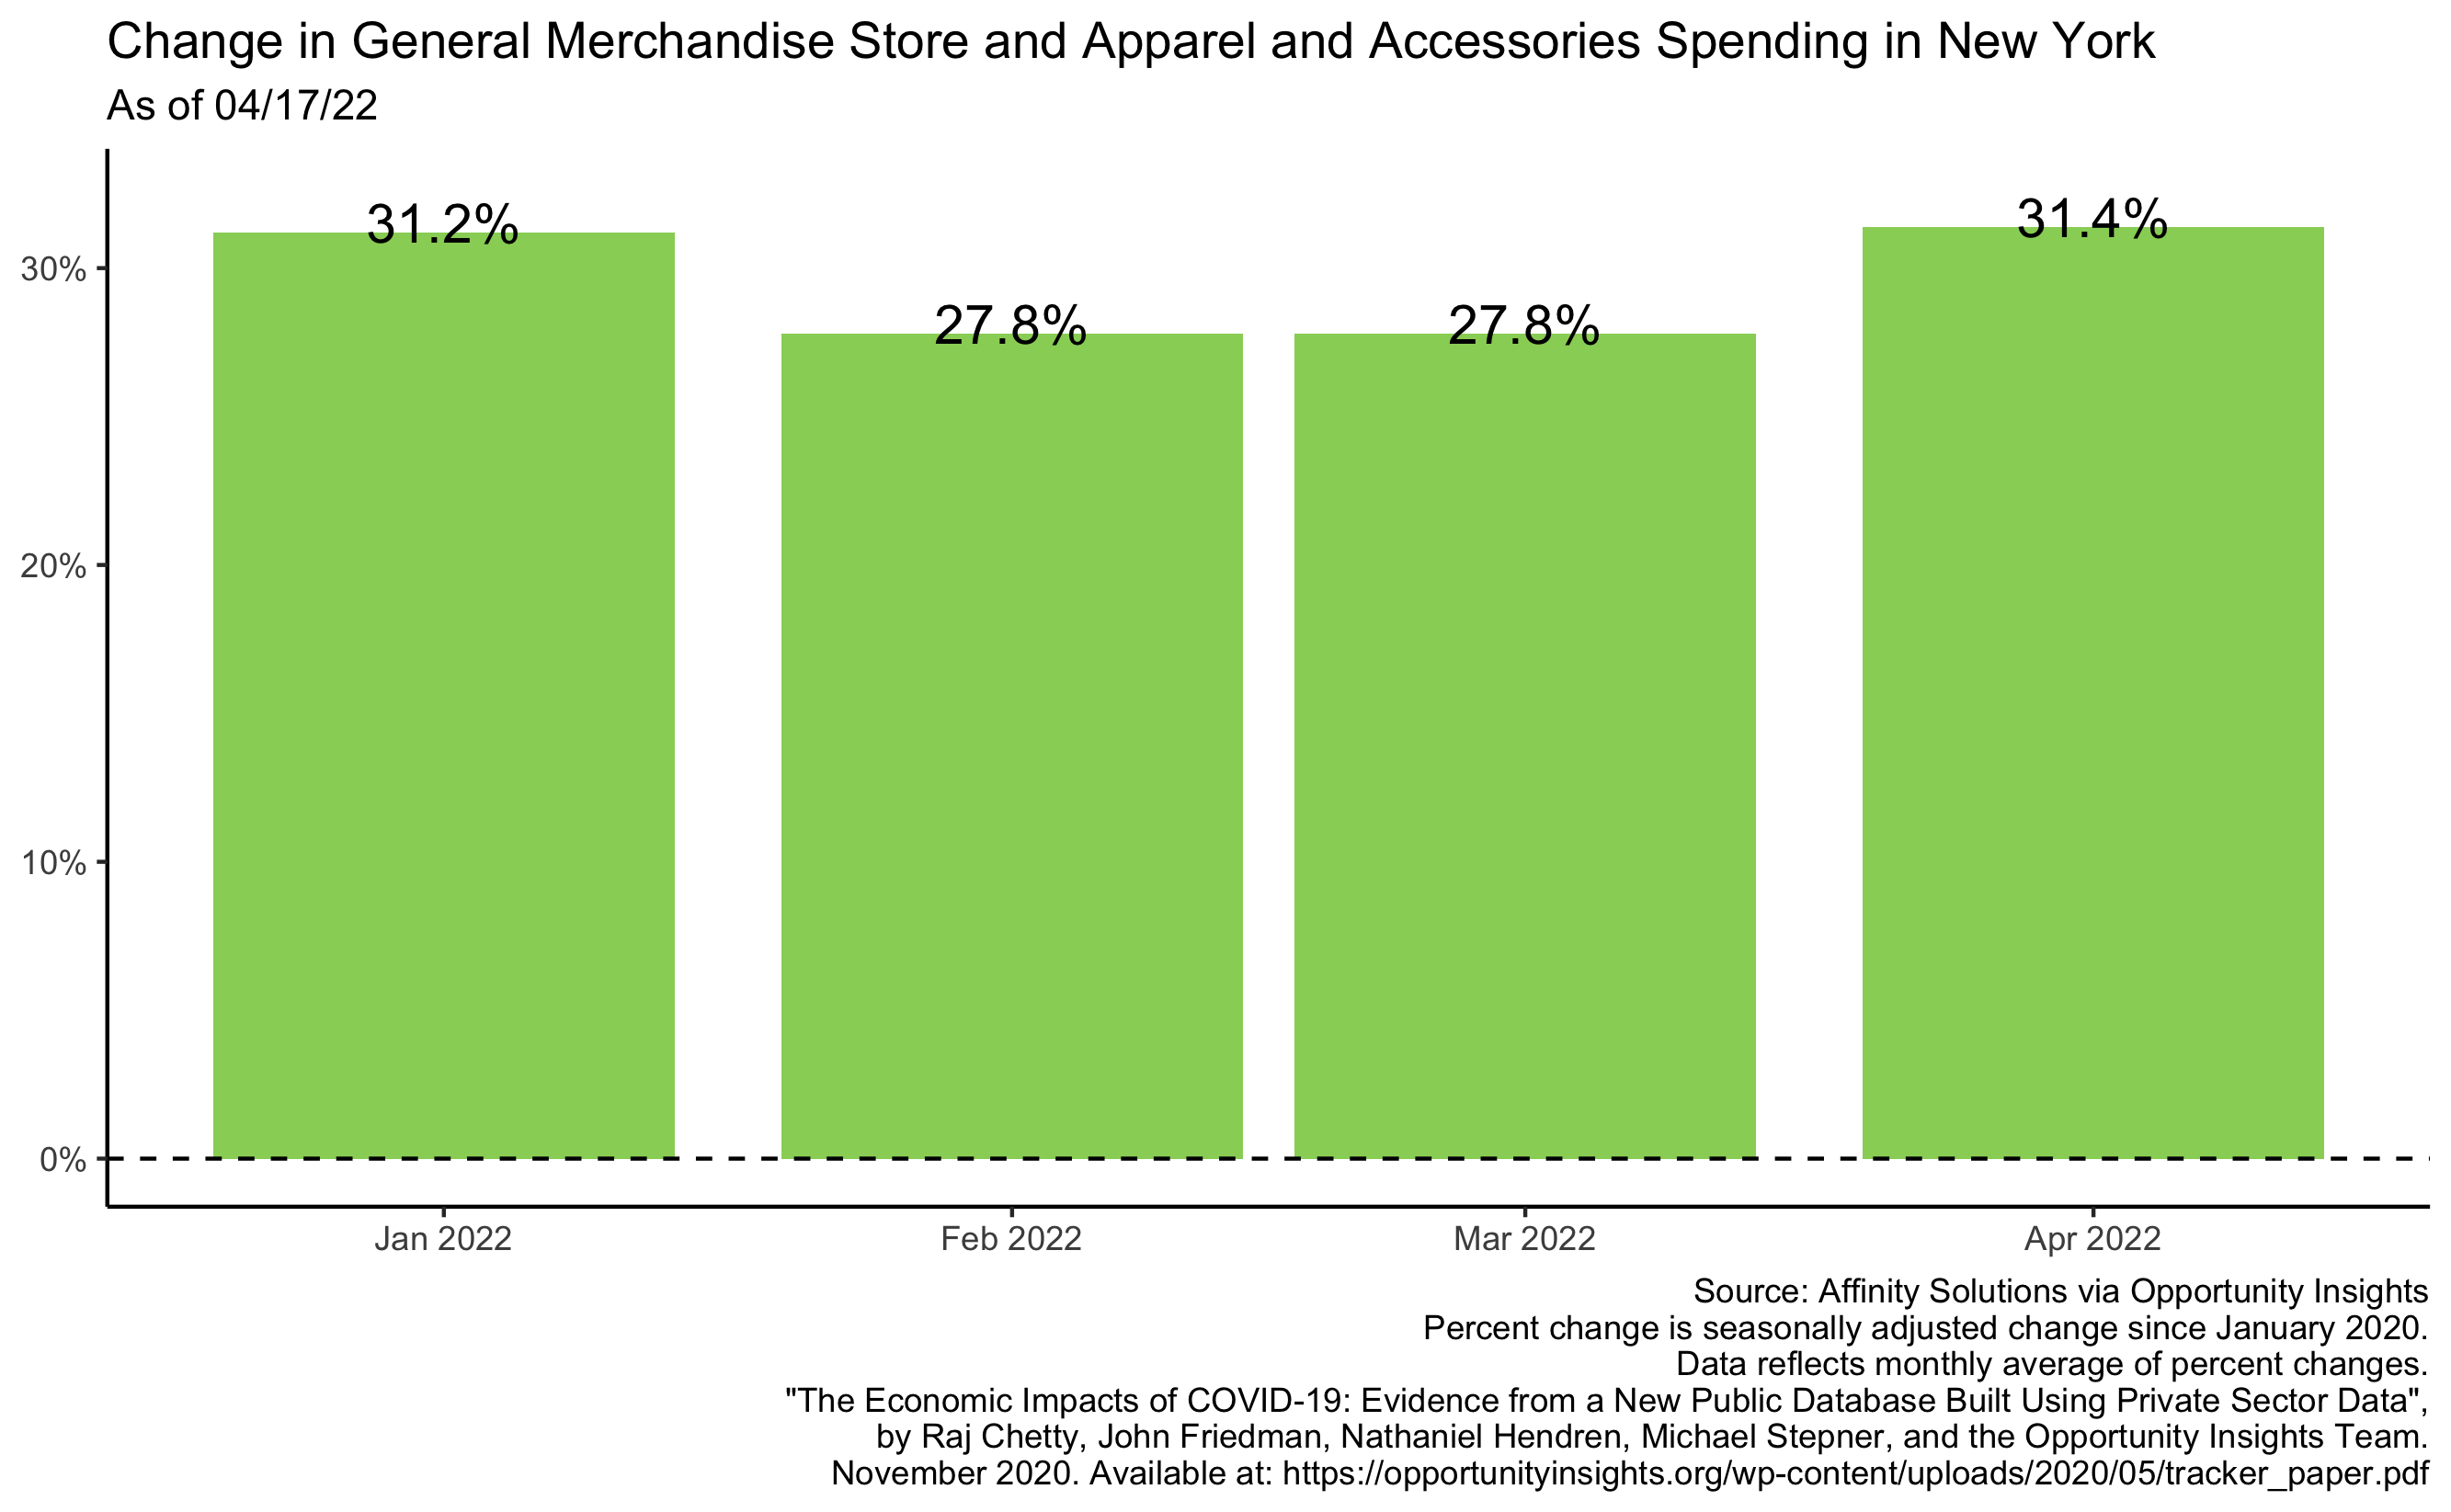 Change in General Merchandise Store and Apparel and Accessories Spending in New York
As of 04/17/22
31.2%
27.8%
27.8%
31.4%
30%
20%
10%
0%
Jan 2022
Feb 2022
Mar 2022
Apr 2022
Source: Affinity Solutions via Opportunity Insights
Percent change is seasonally adjusted change since January 2020.
Data reflects monthly average of percent changes.
"The Economic Impacts of COVID-19: Evidence from a New Public Database Built Using Private Sector Data",
by Raj Chetty, John Friedman, Nathaniel Hendren, Michael Stepner, and the Opportunity Insights Team.
November 2020. Available at: https://opportunityinsights.org/wp-content/uploads/2020/05/tracker_paper.pdf